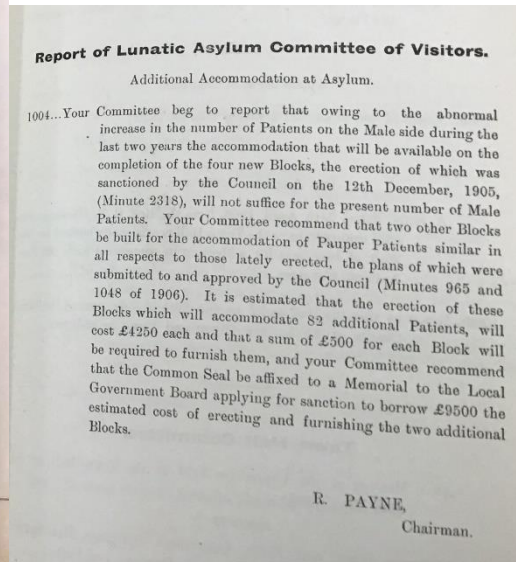 Report of Lunatic Asylum Committee of Visitors.
Additional Accommodation at Asylum.
1004...Your Committee beg to report that owing to the abnormal
increase in the number of Patients on the Male side during the
last two years the accommodation that will be available on the
completion of the four new Blocks, the erection of which was
sanctioned by the Council on the 12th December, 1905,
(Minute 2318), will not suffice for the present number of Male
Patients. Your Committee recommend that two other Blocks
be built for the accommodation of Pauper Patients similar in
all respects to those lately erected, the plans of which were
submitted to and approved by the Council (Minutes 965 and
1048 of 1906). It is estimated that the erection of these
Blocks which will accommodate 82 additional Patients, will
cost £4250 each and that a sum of £500 for each Block will
be required to furnish them, and your Committee recommend
that the Common Seal be affixed to a Memorial to the Local
Government Board applying for sanction to borrow £9500 the
estimated cost of erecting and furnishing the two additional
Blocks.
R. PAYNE,
Chairman.